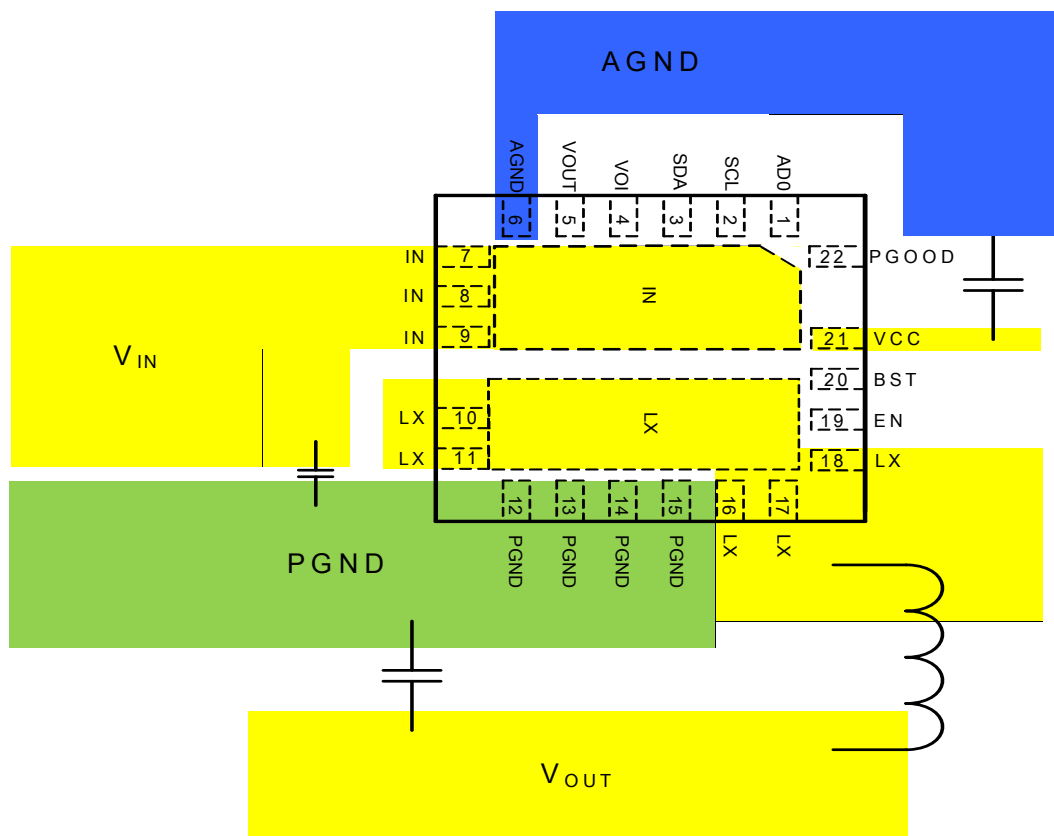 AGND
AGND
VOUT
VOI
SDA
SCL
AD0
6
5
4
3
2
1
IN
7
22
PGOOD
IN
8
IN
IN
9
21
VCC
VIN
20
BST
LX
10
LX
19
EN
LX
11
18
LX
12
13
14
15
16
17
PGND
PGND
PGND
PGND
LX
LX
PGND
VOUT